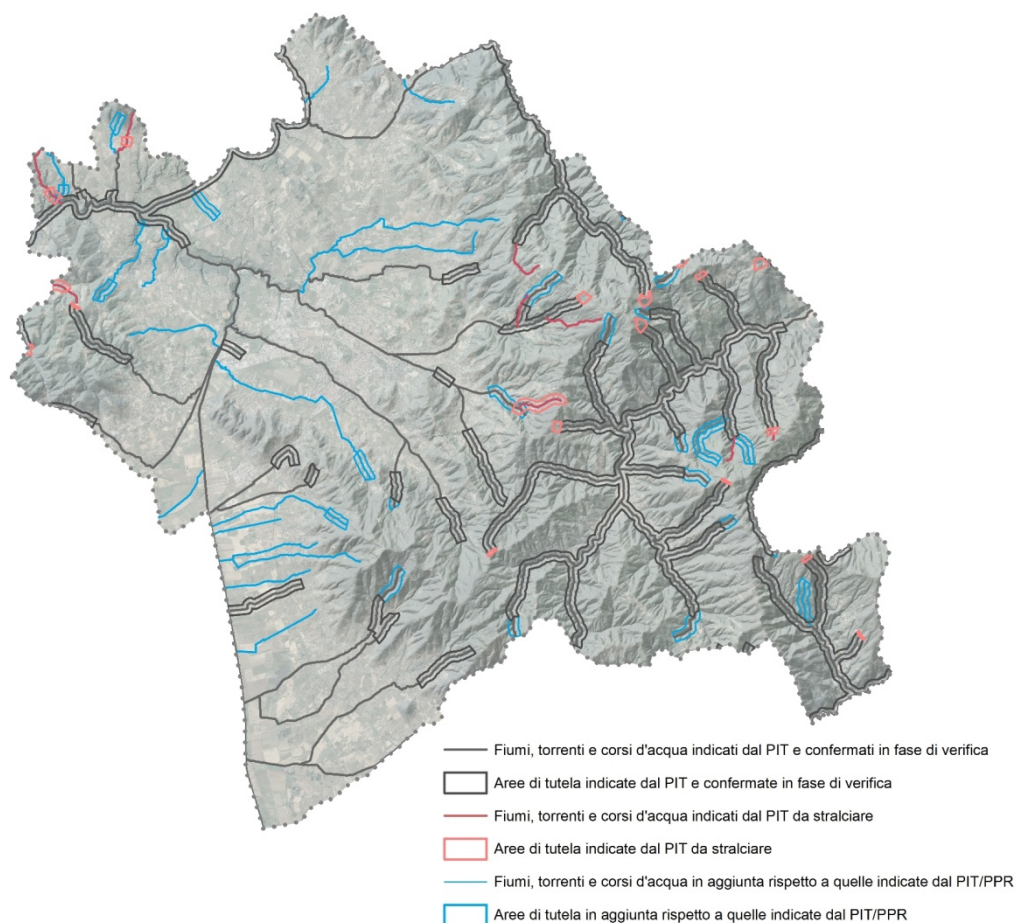 Fiumi, torrenti e corsi d'acqua indicati dal PIT e confermati in fase di verifica
Aree di tutela indicate dal PIT e confermate in fase di verifica
Fiumi, torrenti e corsi d'acqua indicati dal PIT da stralciare
Aree di tutela indicate dal PIT da stralciare
Fiumi, torrenti e corsi d'acqua in aggiunta rispetto a quelle indicate dal PIT/PPR
Aree di tutela in aggiunta rispetto a quelle indicate dal PIT/PPR